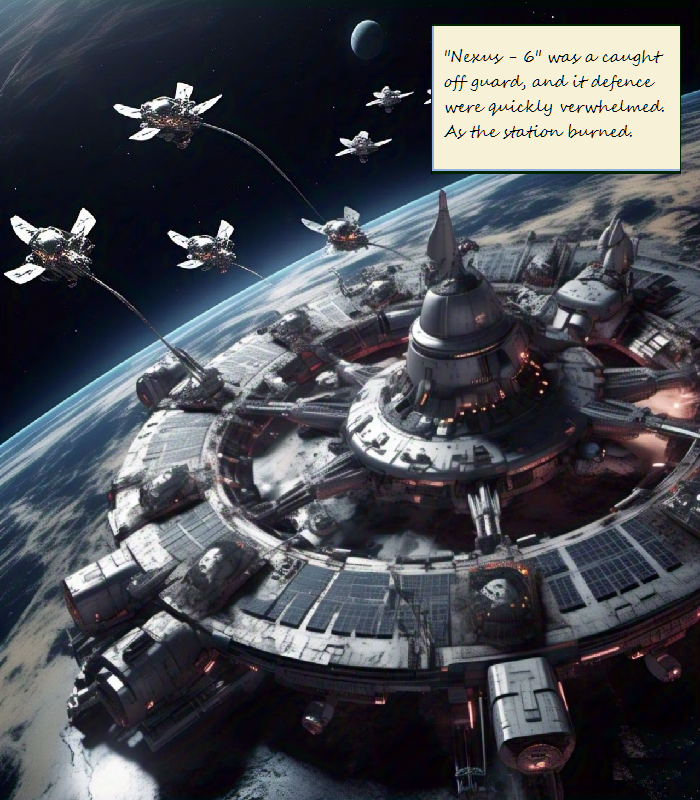 "Nexus - 6" was a caught
off guard, and it defence
were quickly verwhelmed.
As the station burned.